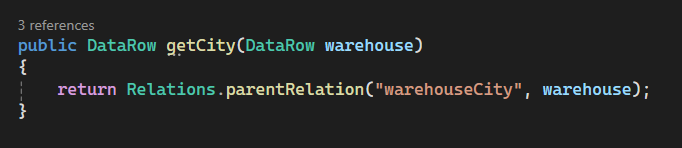 3 references
public DataRow getCity(DataRow warehouse)
{
return Relations.parentRelation("warehouseCity", warehouse);
}